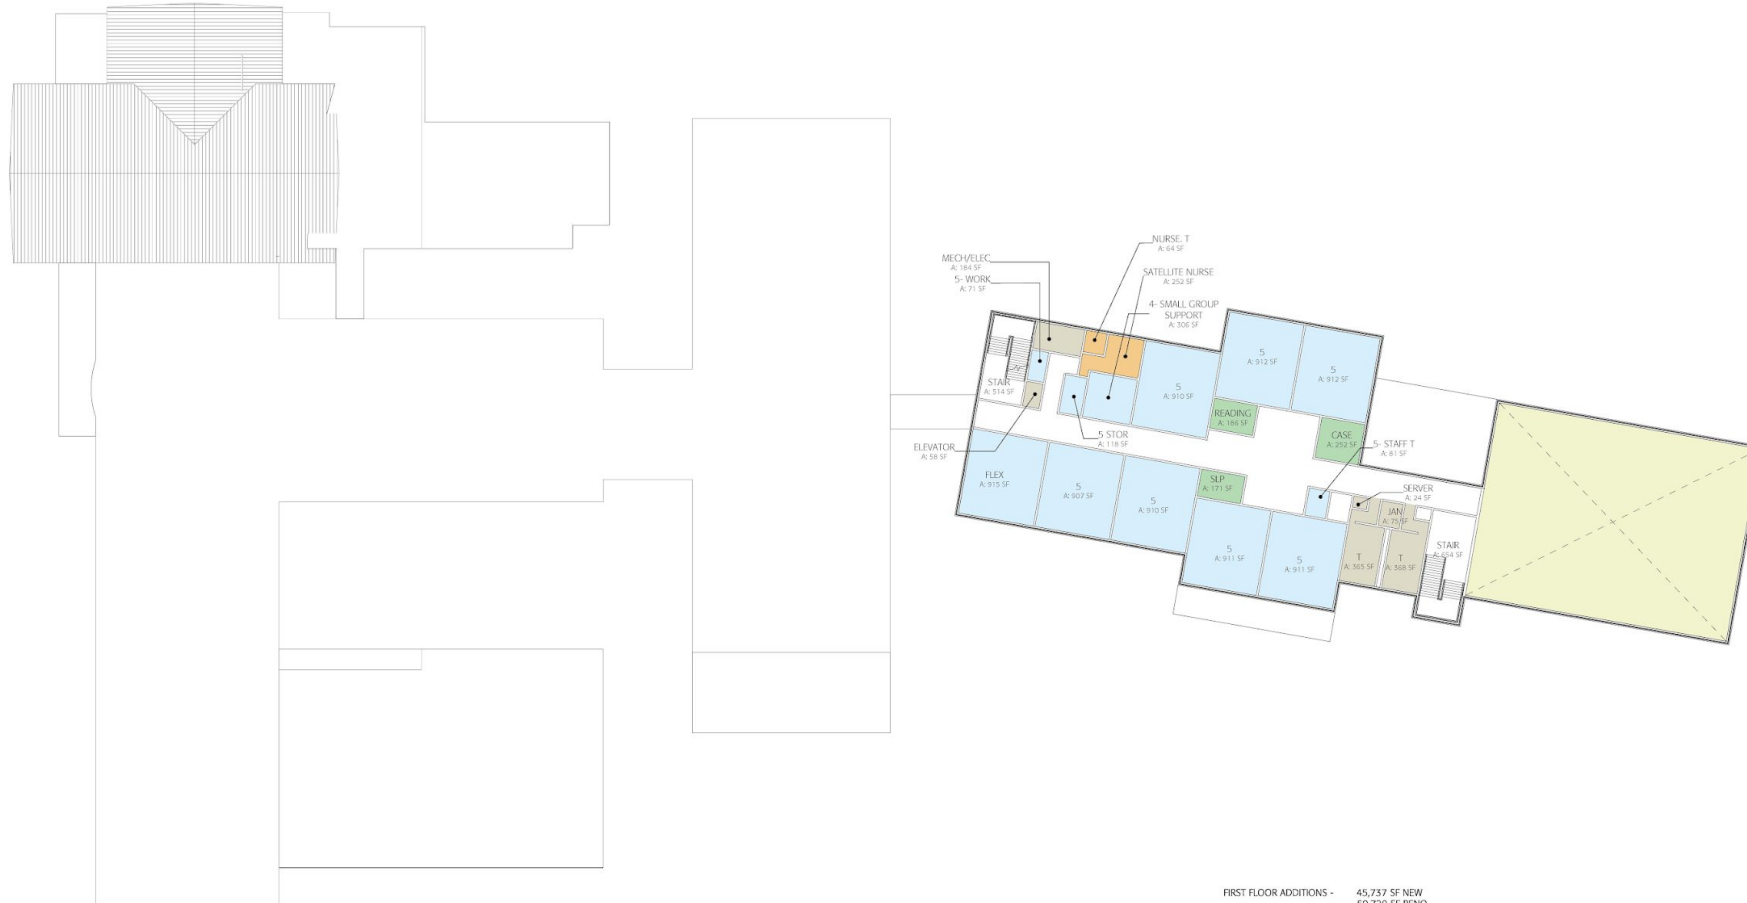 NURSE. T
A: 64 SF
MECH/ELEC
A: 184 SF
5- WORK
A: 71 SF
SATELLITE NURSE
A: 252 SF
4- SMALL GROUP
SUPPORT
A: 306 SF
STAIR
A: 514 SF
5
A: 910 SF
5
A: 912 SF
5
A: 912 SF
READING
A: 186 SF
CASE
A: 252 SF
5 STOR
A: 118 SF
ELEVATOR
A: 58 SF
5- STAFF T
A: 81 SF
FLEX
A: 915 SF
5
A: 907 SF
5
A: 910 SF
SLP
A: 171 SF
SERVER
A: 24 SF
JAN
A: 75 SF
5
A: 911 SF
5
A: 911 SF
T
A: 365 SF
T
A: 368 SF
STAIR
A: 654 SF
FIRST FLOOR ADDITIONS - 45,737 SF NEW